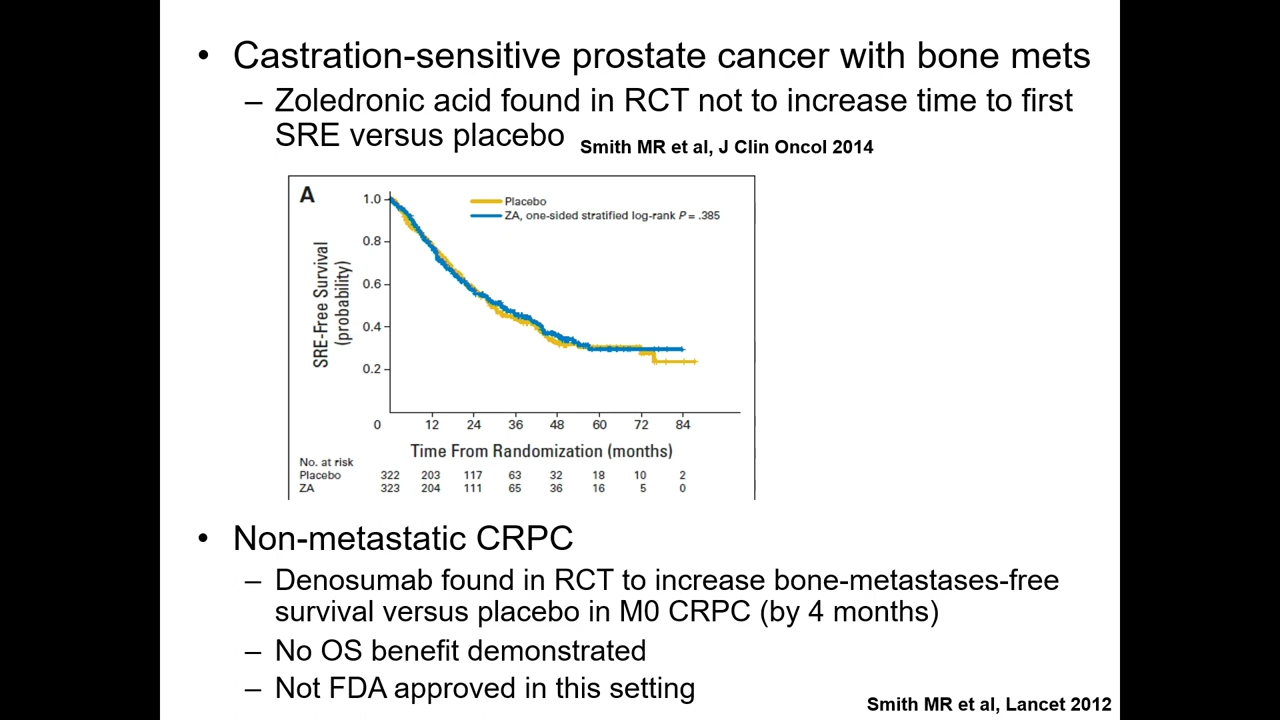 • Castration-sensitive prostate cancer with bone mets
– Zoledronic acid found in RCT not to increase time to first
SRE versus placebo
Smith MR et al, J Clin Oncol 2014
A
Placebo
ZA, one-sided stratified log-rank P = .385
SRE-Free Survival
(probability)
1.0
0.8
0.6
0.4
0.2
0 12 24 36 48 60 72 84
Time From Randomization (months)
No. at risk
Placebo 322 203 117 63 32 18 10 2
ZA 323 204 111 65 36 16 5 0
• Non-metastatic CRPC
– Denosumab found in RCT to increase bone-metastases-free
survival versus placebo in M0 CRPC (by 4 months)
– No OS benefit demonstrated
– Not FDA approved in this setting
Smith MR et al, Lancet 2012